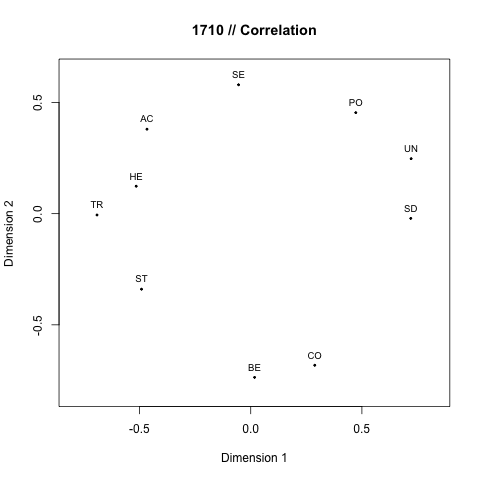 1710 // Correlation
SE
PO
AC
UN
HE
TR
SD
ST
CO
BE
0.5
0.0
-0.5
Dimension 2
-0.5 0.0 0.5
Dimension 1